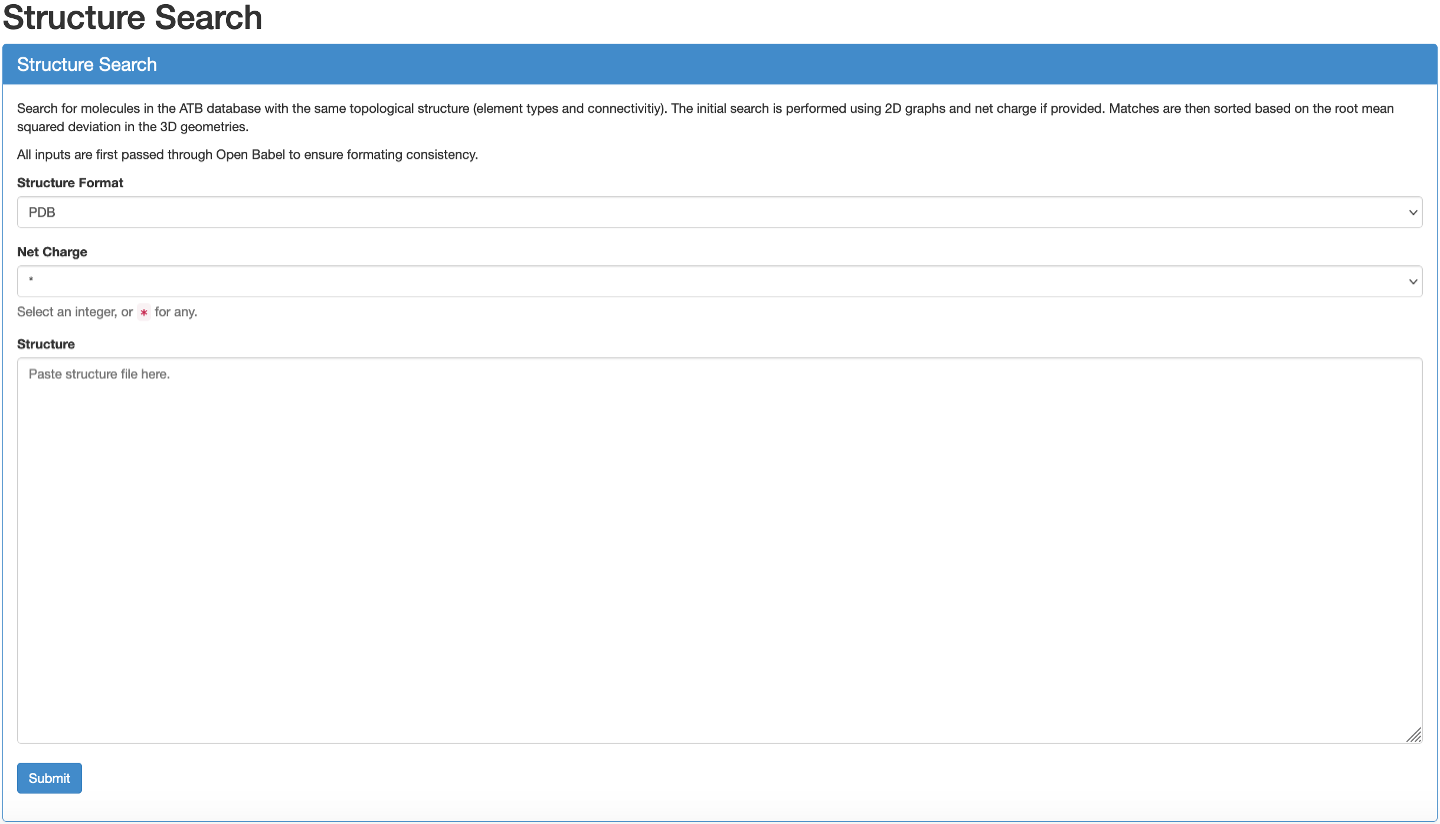 Structure Search
Structure Search
Search for molecules in the ATB database with the same topological structure (element types and connectivitiy). The initial search is performed using 2D graphs and net charge if provided. Matches are then sorted based on the root mean
squared deviation in the 3D geometries.
All inputs are first passed through Open Babel to ensure formating consistency.
Structure Format
PDB
Net Charge
*
Select an integer, or * for any.
Structure
Paste structure file here.
Submit